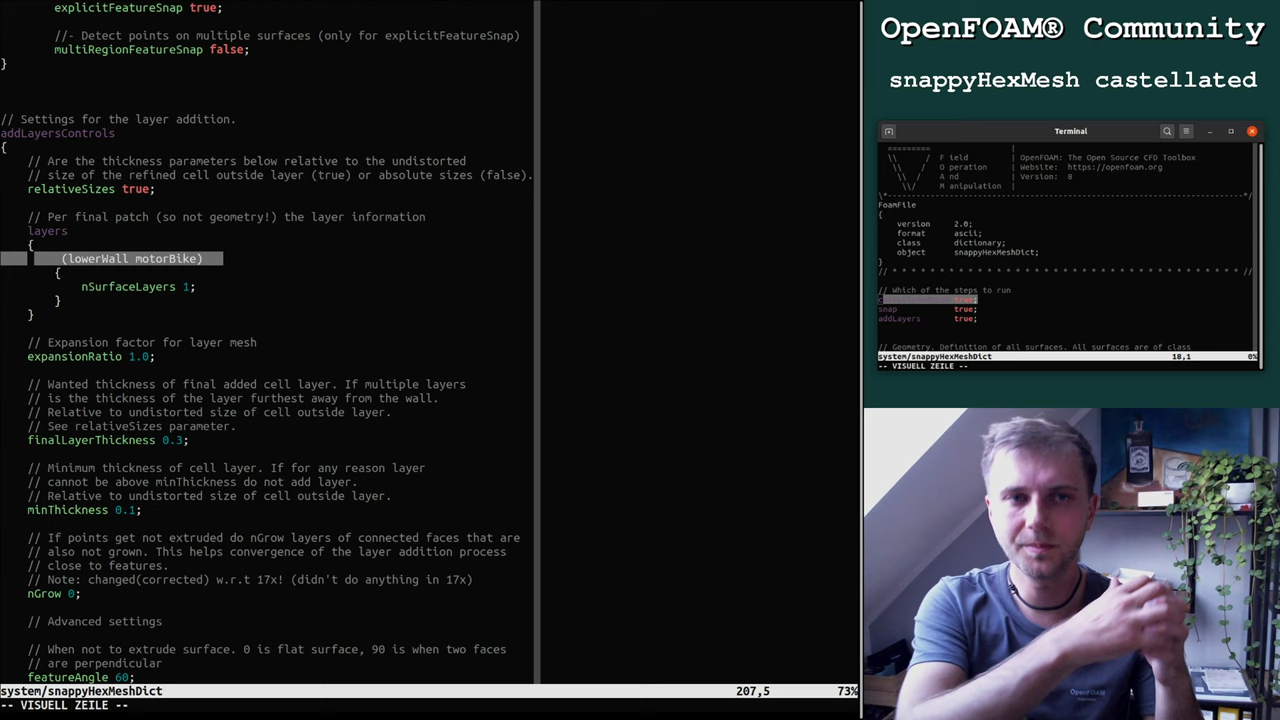 explicitFeatureSnap true;
//- Detect points on multiple surfaces (only for explicitFeatureSnap)
multiRegionFeatureSnap false;
}
// Settings for the layer addition.
addLayersControls
{
// Are the thickness parameters below relative to the undistorted
// size of the refined cell outside layer (true) or absolute sizes (false).
relativeSizes true;
// Per final patch (so not geometry!) the layer information
layers
{
(lowerWall motorBike)
{
nSurfaceLayers 1;
}
}
// Expansion factor for layer mesh
expansionRatio 1.0;
// Wanted thickness of final added cell layer. If multiple layers
// is the thickness of the layer furthest away from the wall.
// Relative to undistorted size of cell outside layer.
// See relativeSizes parameter.
finalLayerThickness 0.3;
// Minimum thickness of cell layer. If for any reason layer
// cannot be above minThickness do not add layer.
// Relative to undistorted size of cell outside layer.
minThickness 0.1;
// If points get not extruded do nGrow layers of connected faces that are
// also not grown. This helps convergence of the layer addition process
// close to features.
// Note: changed(corrected) w.r.t 17x! (didn't do anything in 17x)
nGrow 0;
// Advanced settings
// When not to extrude surface. 0 is flat surface, 90 is when two faces
// are perpendicular
featureAngle 60;
system/snappyHexMeshDict 207,5 73%
-- VISUELL ZEILE --
OpenFOAM® Community
snappyHexMesh castellated
Terminal
========= |
\\ / F ield | OpenFOAM: The Open Source CFD Toolbox
\\ / O peration | Website: https://openfoam.org
\\ / A nd | Version: 8
\\/ M anipulation |
\*---------------------------------------------------------------------------*/
FoamFile
{
version 2.0;
format ascii;
class dictionary;
object snappyHexMeshDict;
}
// * * * * * * * * * * * * * * * * * * * * * * * * * * * * * * * * * * * * * //
// Which of the steps to run
true;
snap true;
addLayers true;
// Geometry. Definition of all surfaces. All surfaces are of class
system/snappyHexMeshDict 18,1 0%
-- VISUELL ZEILE --
OpenFOAM